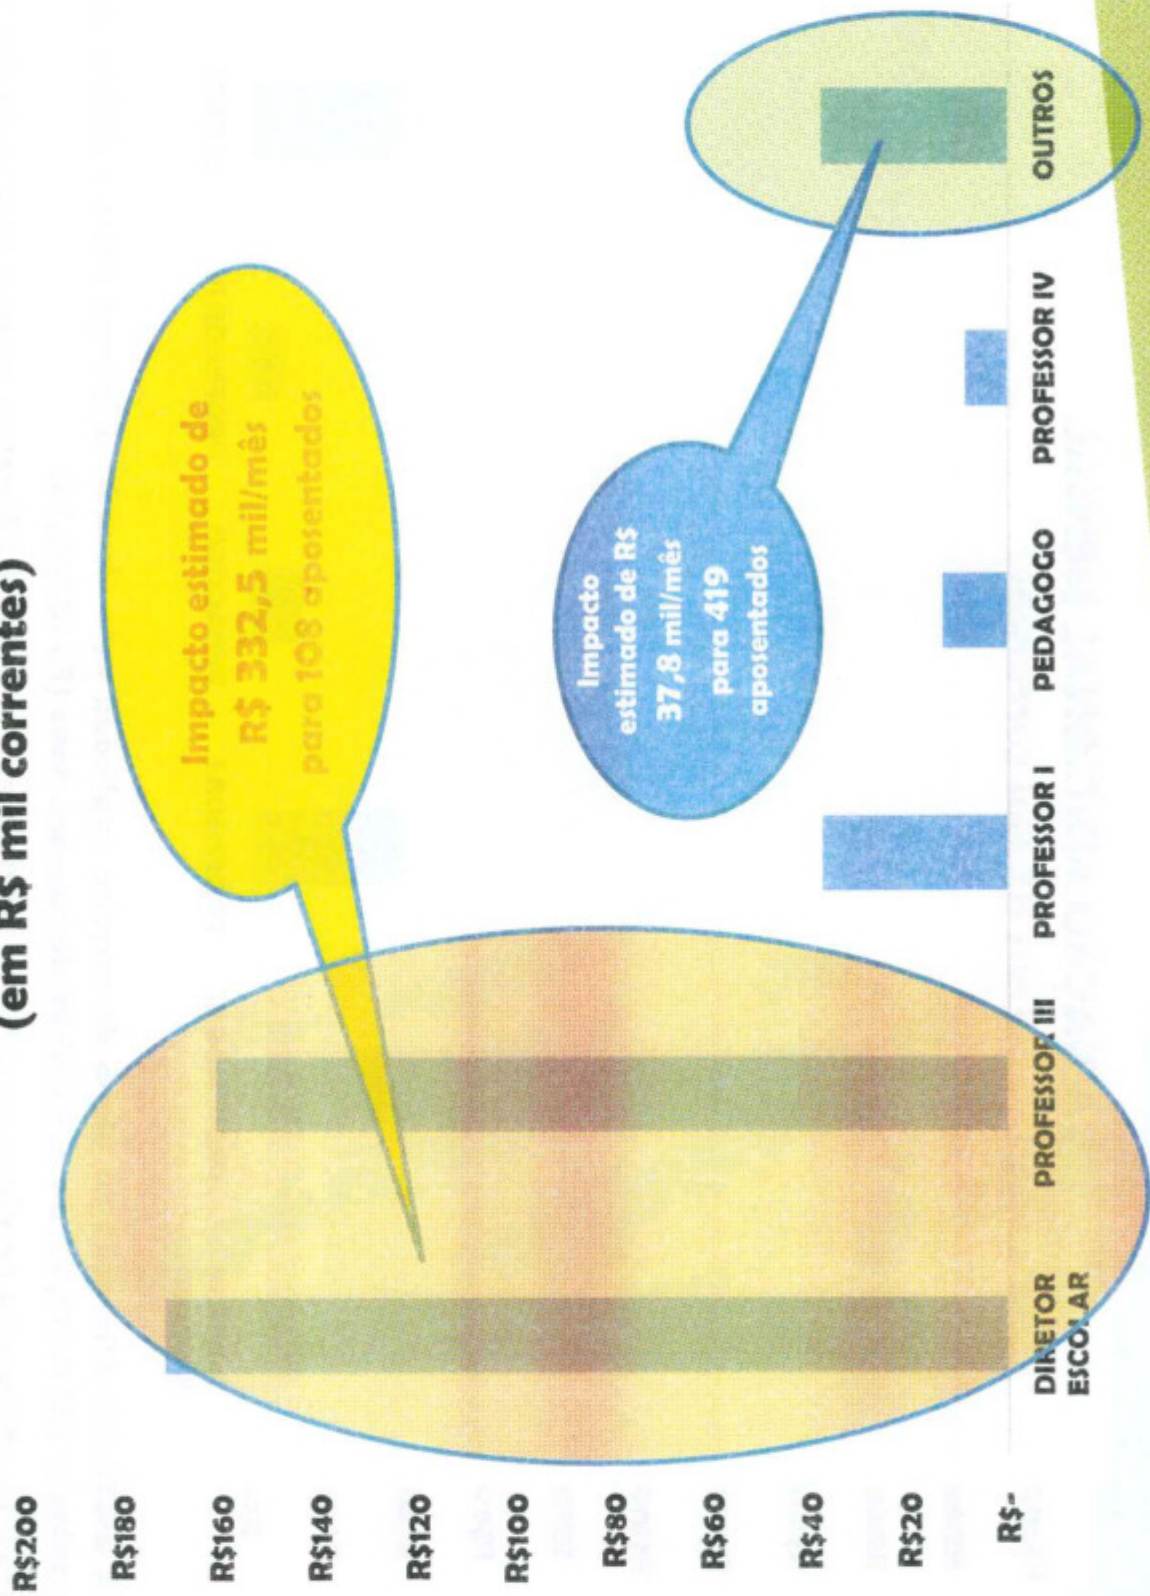 (em R$ mil correntes)
R$200
R$180
R$160
R$140
R$120
R$100
R$80
R$60
R$40
R$20
R$-
Impacto estimado de
R$ 332,5 mil/mês
para 108 aposentados
Impacto
estimado de R$
37,8 mil/mês
para 419
aposentados
DIRETOR
ESCOLAR
PROFESSOR III
PROFESSOR I
PEDAGOGO
PROFESSOR IV
OUTROS